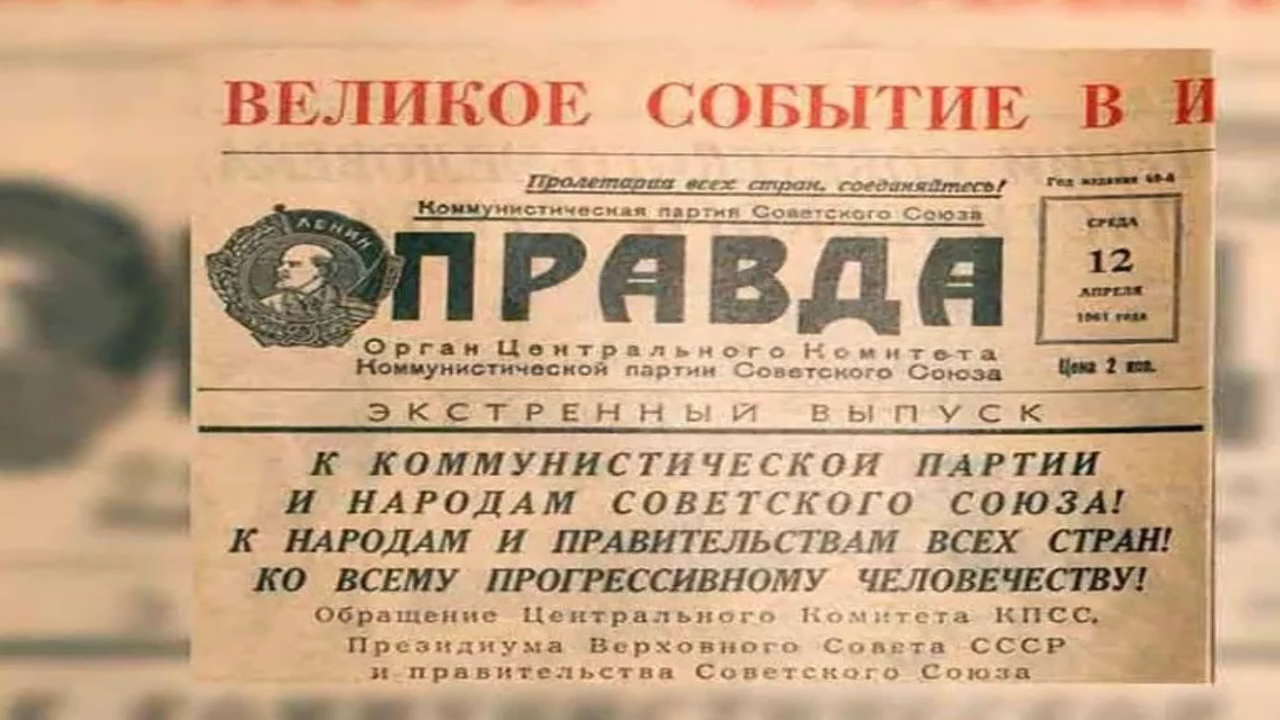 ВЕЛИКОЕ СОБЫТИЕ В И
Пролетарии всех стран, соединяйтесь!
Коммунистическая партия Советского Союза
ЛЕНИН
ПРАВДА
Орган Центрального Комитета
Коммунистической партии Советского Союза
Год издания 49-й
СРЕДА
12
АПРЕЛЯ
1961 года
Цена 2 коп.
ЭКСТРЕННЫЙ ВЫПУСК
К КОММУНИСТИЧЕСКОЙ ПАРТИИ
И НАРОДАМ СОВЕТСКОГО СОЮЗА!
К НАРОДАМ И ПРАВИТЕЛЬСТВАМ ВСЕХ СТРАН!
КО ВСЕМУ ПРОГРЕССИВНОМУ ЧЕЛОВЕЧЕСТВУ!
Обращение Центрального Комитета КПСС,
Президиума Верховного Совета СССР
и правительства Советского Союза